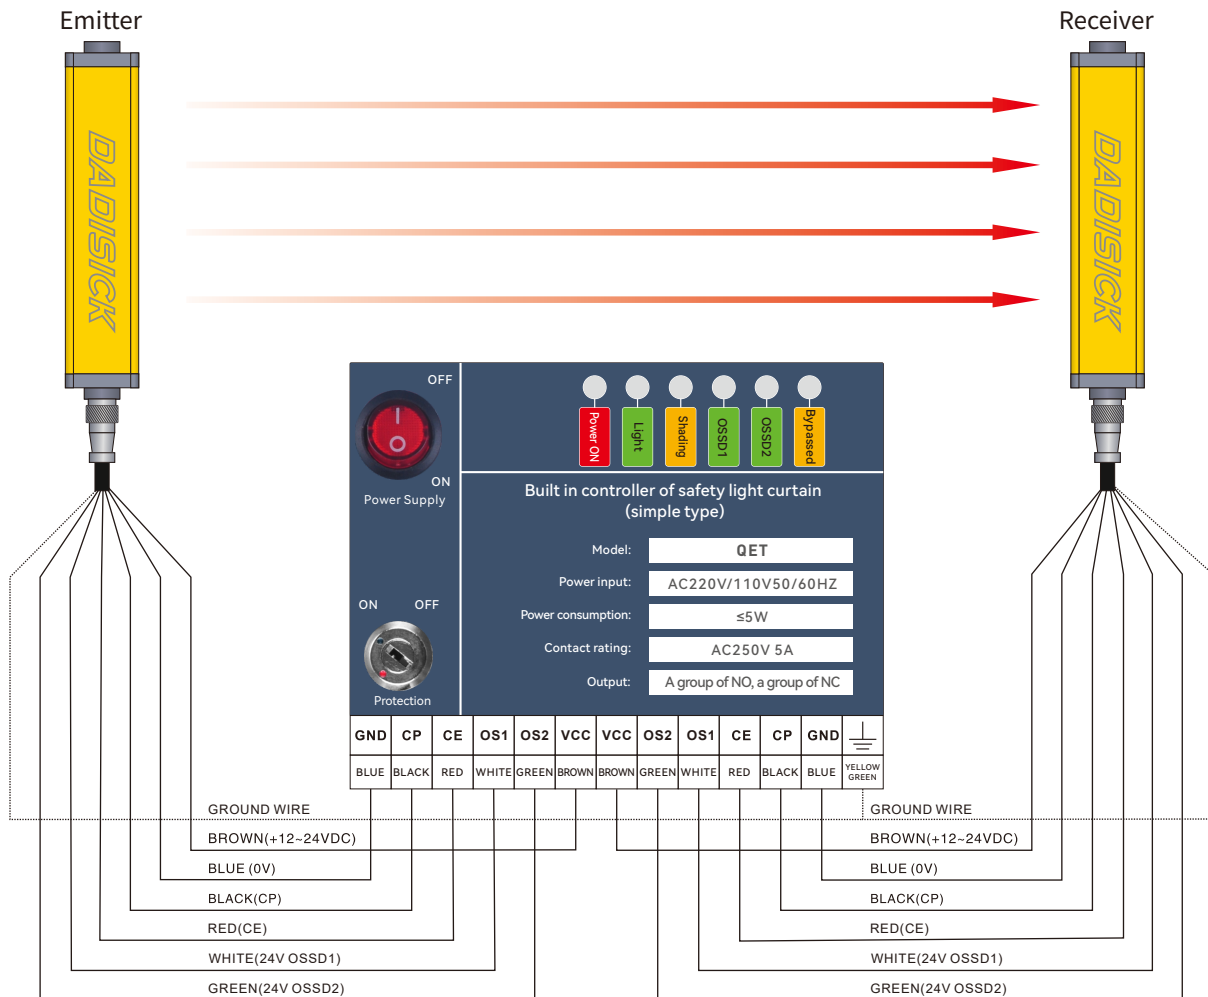 Emitter
Receiver
DADISICK
DADISICK
OFF
ON
Power Supply
Power ON
Light
Shading
OSSD1
OSSD2
Bypassed
Built in controller of safety light curtain
(simple type)
Model: QET
Power input: AC220V/110V50/60HZ
Power consumption: ≤5W
Contact rating: AC250V 5A
Output: A group of NO, a group of NC
ON OFF
Protection
GND CP CE OS1 OS2 VCC VCC OS2 OS1 CE CP GND
BLUE BLACK RED WHITE GREEN BROWN BROWN GREEN WHITE RED BLACK BLUE YELLOW GREEN
GROUND WIRE
BROWN(+12~24VDC)
BLUE (0V)
BLACK(CP)
RED(CE)
WHITE(24V OSSD1)
GREEN(24V OSSD2)
GROUND WIRE
BROWN(+12~24VDC)
BLUE (0V)
BLACK(CP)
RED(CE)
WHITE(24V OSSD1)
GREEN(24V OSSD2)